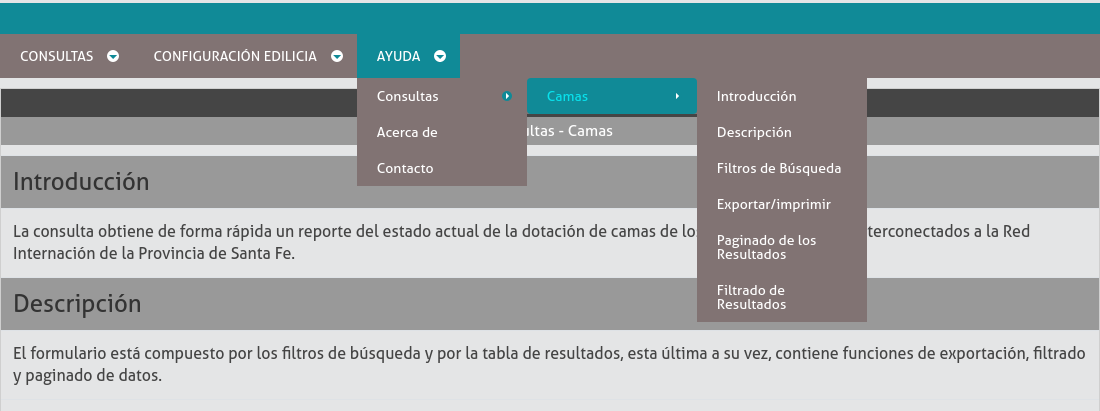 CONSULTAS
CONFIGURACIÓN EDILICIA
AYUDA
Consultas
Acerca de
Contacto
Camas
Introducción
Descripción
Filtros de Búsqueda
Exportar/imprimir
Paginado de los
Resultados
Filtrado de
Resultados
- Camas
Introducción
La consulta obtiene de forma rápida un reporte del estado actual de la dotación de camas de
a la Red
Internación de la Provincia de Santa Fe.
Descripción
El formulario está compuesto por los filtros de búsqueda y por la tabla de resultados, esta última a su vez, contiene funciones de exportación, filtrado
y paginado de datos.